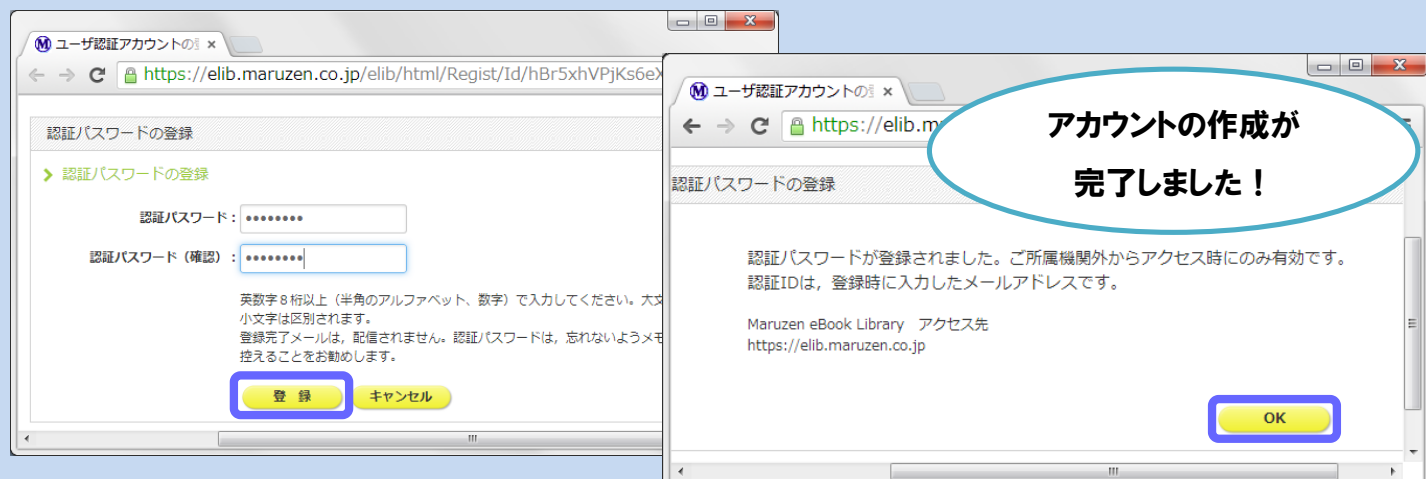 ユーザ認証アカウントの
https://elib.maruzen.co.jp/elib/html/Regist/Id/hBr5xhVPjKs6eX
認証パスワードの登録
認証パスワードの登録
認証パスワード：
認証パスワード（確認）：
英数字８桁以上（半角のアルファベット、数字）で入力してください。大文
小文字は区別されます。
登録完了メールは，配信されません。認証パスワードは，忘れないようメモ
控えることをお勧めします。
登 録
キャンセル
ユーザ認証アカウントの
https://elib.m
アカウントの作成が
完了しました！
認証パスワードの登録
認証パスワードが登録されました。ご所属機関外からアクセス時にのみ有効です。
認証IDは，登録時に入力したメールアドレスです。
Maruzen eBook Library　アクセス先
https://elib.maruzen.co.jp
OK